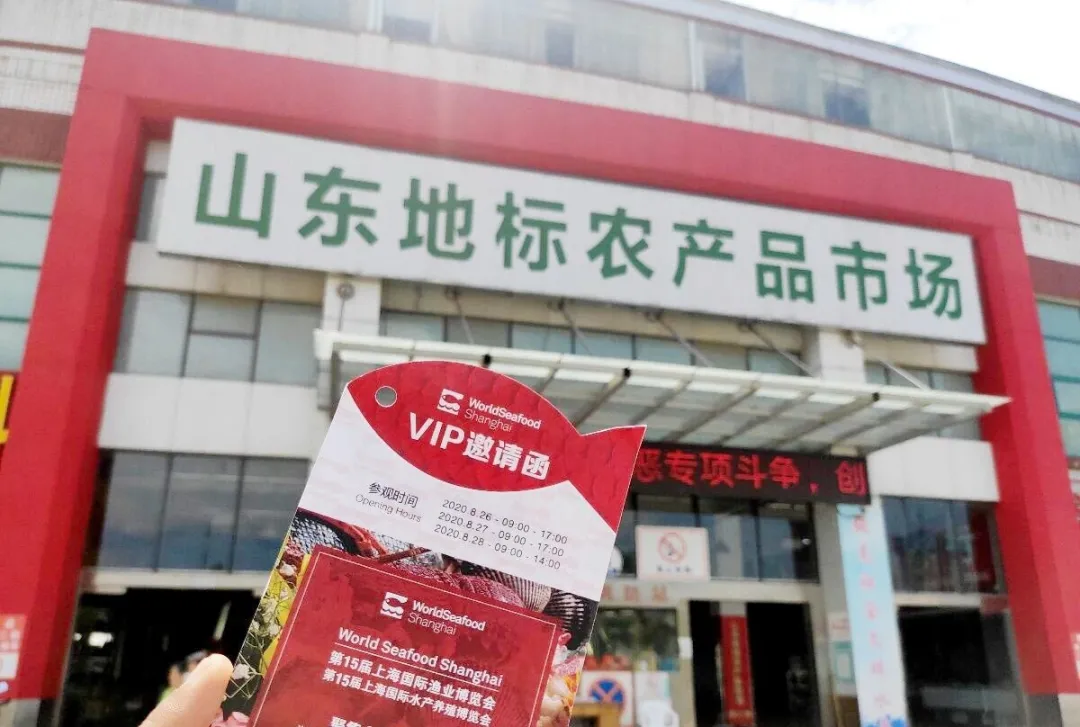 山东地标农产品市场
恶专项斗争，创
WorldSeafood
Shanghai
VIP邀请函
参观时间
Opening Hours
2020.8.26 - 09:00 - 17:00
2020.8.27 - 09:00 - 17:00
2020.8.28 - 09:00 - 14:00
WorldSeafood
Shanghai
World Seafood Shanghai
第15届上海国际渔业博览会
第15届上海国际水产养殖博览会